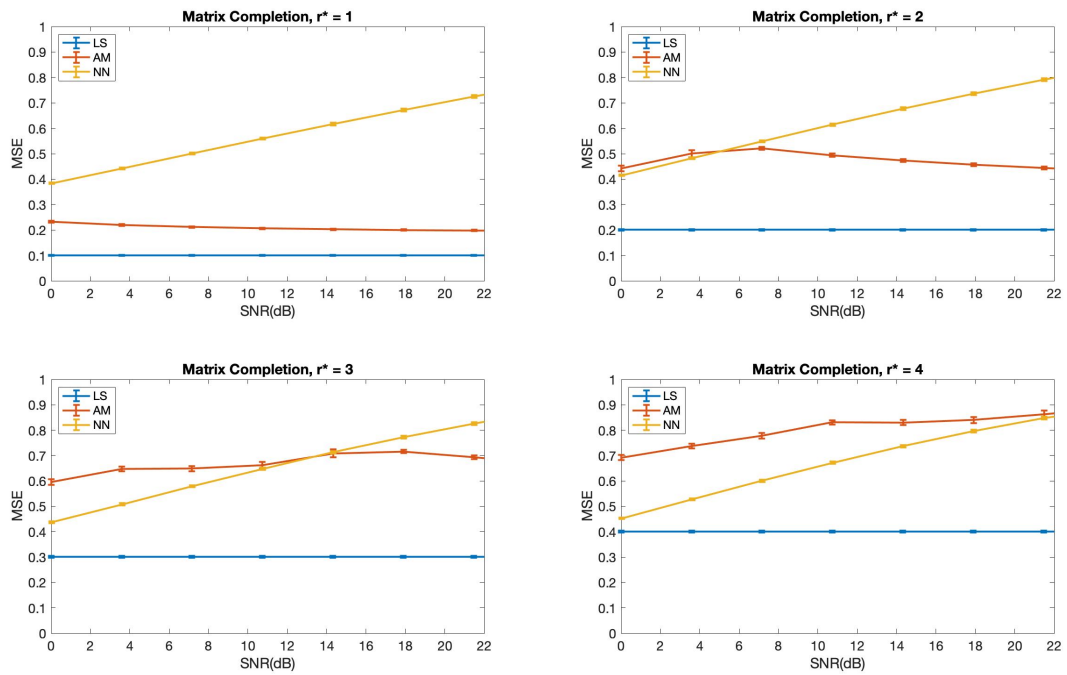 Matrix Completion, r* = 1
1
0.9
0.8
0.7
0.6
0.5
0.4
0.3
0.2
0.1
0
MSE
LS
AM
NN
0 2 4 6 8 10 12 14 16 18 20 22
SNR(dB)
Matrix Completion, r* = 2
1
0.9
0.8
0.7
0.6
0.5
0.4
0.3
0.2
0.1
0
MSE
LS
AM
NN
0 2 4 6 8 10 12 14 16 18 20 22
SNR(dB)
Matrix Completion, r* = 3
1
0.9
0.8
0.7
0.6
0.5
0.4
0.3
0.2
0.1
0
MSE
LS
AM
NN
0 2 4 6 8 10 12 14 16 18 20 22
SNR(dB)
Matrix Completion, r* = 4
1
0.9
0.8
0.7
0.6
0.5
0.4
0.3
0.2
0.1
0
MSE
LS
AM
NN
0 2 4 6 8 10 12 14 16 18 20 22
SNR(dB)